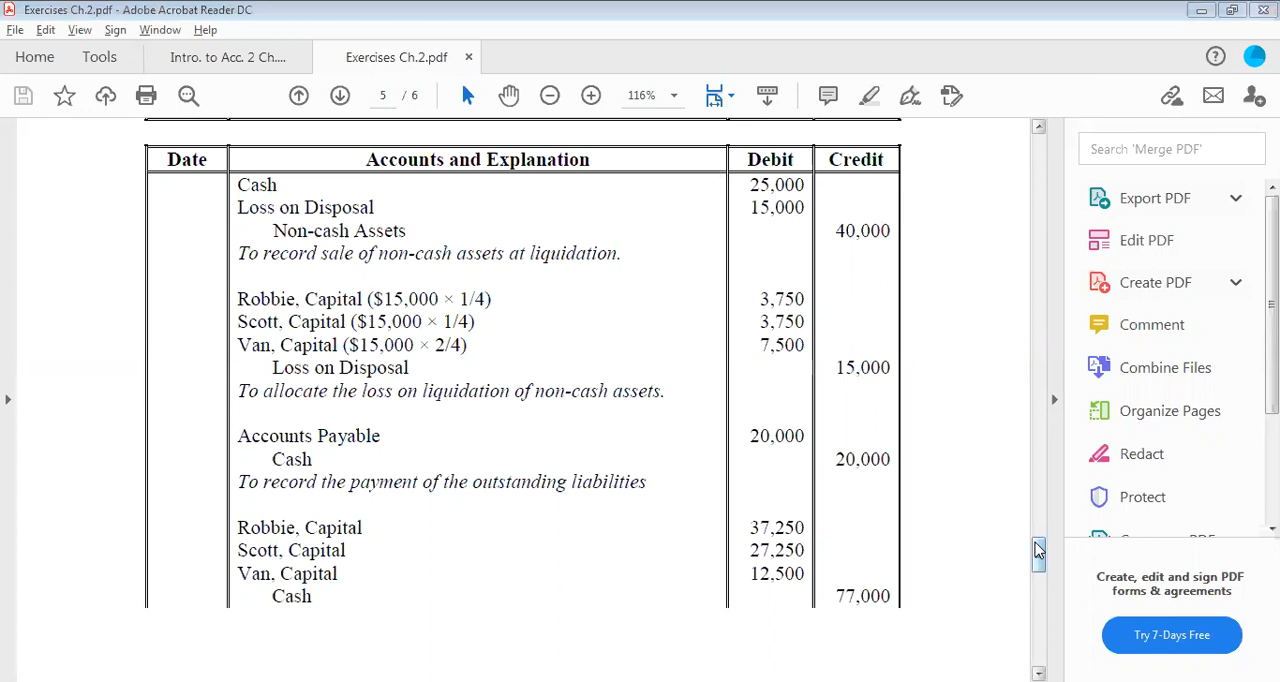 Exercises Ch.2.pdf - Adobe Acrobat Reader DC
File Edit View Sign Window Help
Home Tools Intro. to Acc. 2 Ch.... Exercises Ch.2.pdf ×
5 / 6 116%
Search 'Merge PDF'
Date Accounts and Explanation Debit Credit
Cash 25,000
Loss on Disposal 15,000
Non-cash Assets 40,000
To record sale of non-cash assets at liquidation.
Robbie, Capital ($15,000 × 1/4) 3,750
Scott, Capital ($15,000 × 1/4) 3,750
Van, Capital ($15,000 × 2/4) 7,500
Loss on Disposal 15,000
To allocate the loss on liquidation of non-cash assets.
Accounts Payable 20,000
Cash 20,000
To record the payment of the outstanding liabilities
Robbie, Capital 37,250
Scott, Capital 27,250
Van, Capital 12,500
Cash 77,000
Export PDF
Edit PDF
Create PDF
Comment
Combine Files
Organize Pages
Redact
Protect
Create, edit and sign PDF
forms & agreements
Try 7-Days Free